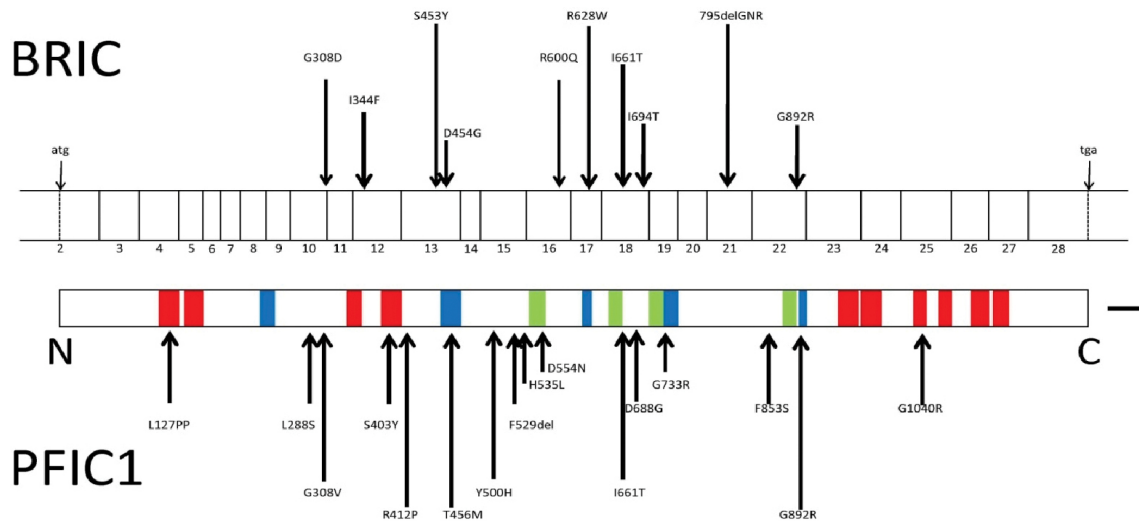 BRIC
S453Y
R628W
795delGNR
G308D
R600Q
I661T
I344F
D454G
I694T
G892R
atg
tga
2 3 4 5 6 7 8 9 10 11 12 13 14 15 16 17 18 19 20 21 22 23 24 25 26 27 28
N
C
D554N
H535L
G733R
L127PP
L288S
S403Y
F529del
D688G
F853S
G1040R
PFIC1
G308V
Y500H
I661T
R412P
T456M
G892R